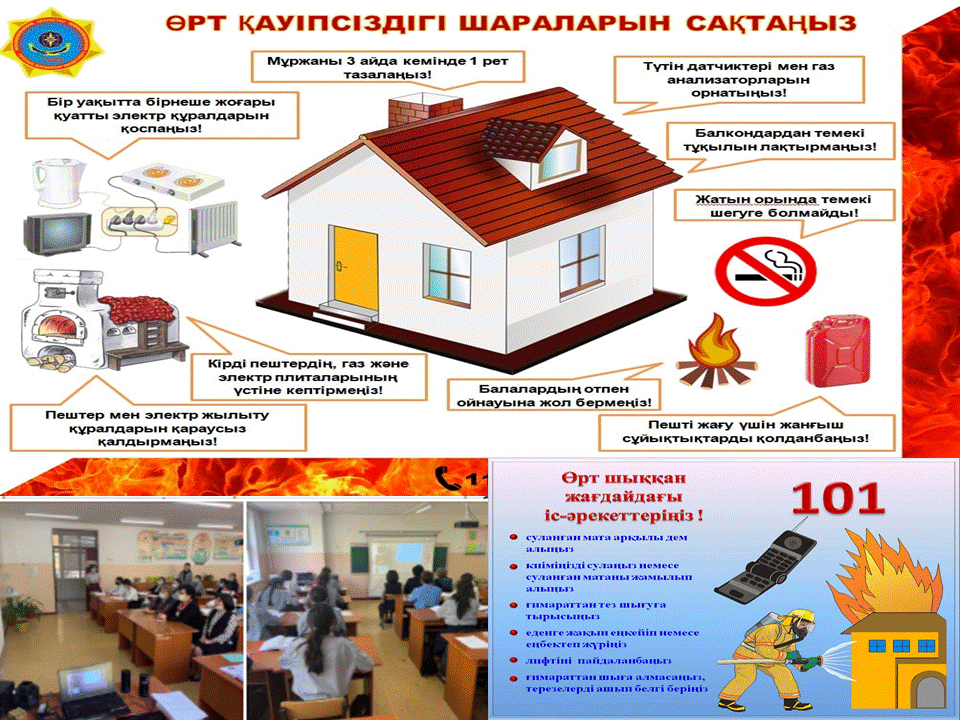 ӨРТ ҚАУІПСІЗДІГІ ШАРАЛАРЫН САҚТАҢЫЗ
Мұржаны 3 айда кемінде 1 рет
тазалаңыз!
Түтін датчиктері мен газ
анализаторларын
орнатыңыз!
Бір уақытта бірнеше жоғары
қуатты электр құралдарын
қоспаңыз!
Балкондардан темекі
тұқылын лақтырмаңыз!
Жатын орында темекі
шегуге болмайды!
Кірді пештердің, газ және
электр плиталарының
үстіне кептірмеңіз!
Балалардың отпен
ойнауына жол бермеңіз!
Пештер мен электр жылыту
құралдарын қараусыз
қалдырмаңыз!
Пешті жағу үшін жанғыш
сұйықтықтарды қолданбаңыз!
Өрт шыққан
жағдайдағы
іс-әрекеттеріңіз !
101
суланған мата арқылы дем
алыңыз
киіміңізді сулаңыз немесе
суланған матаны жамылып
алыңыз
ғимараттан тез шығуға
тырысыңыз
еденге жақын еңкейіп немесе
еңбектеп жүріңіз
лифтіні пайдаланбаңыз
ғимараттан шыға алмасаңыз,
терезелерді ашып белгі беріңіз